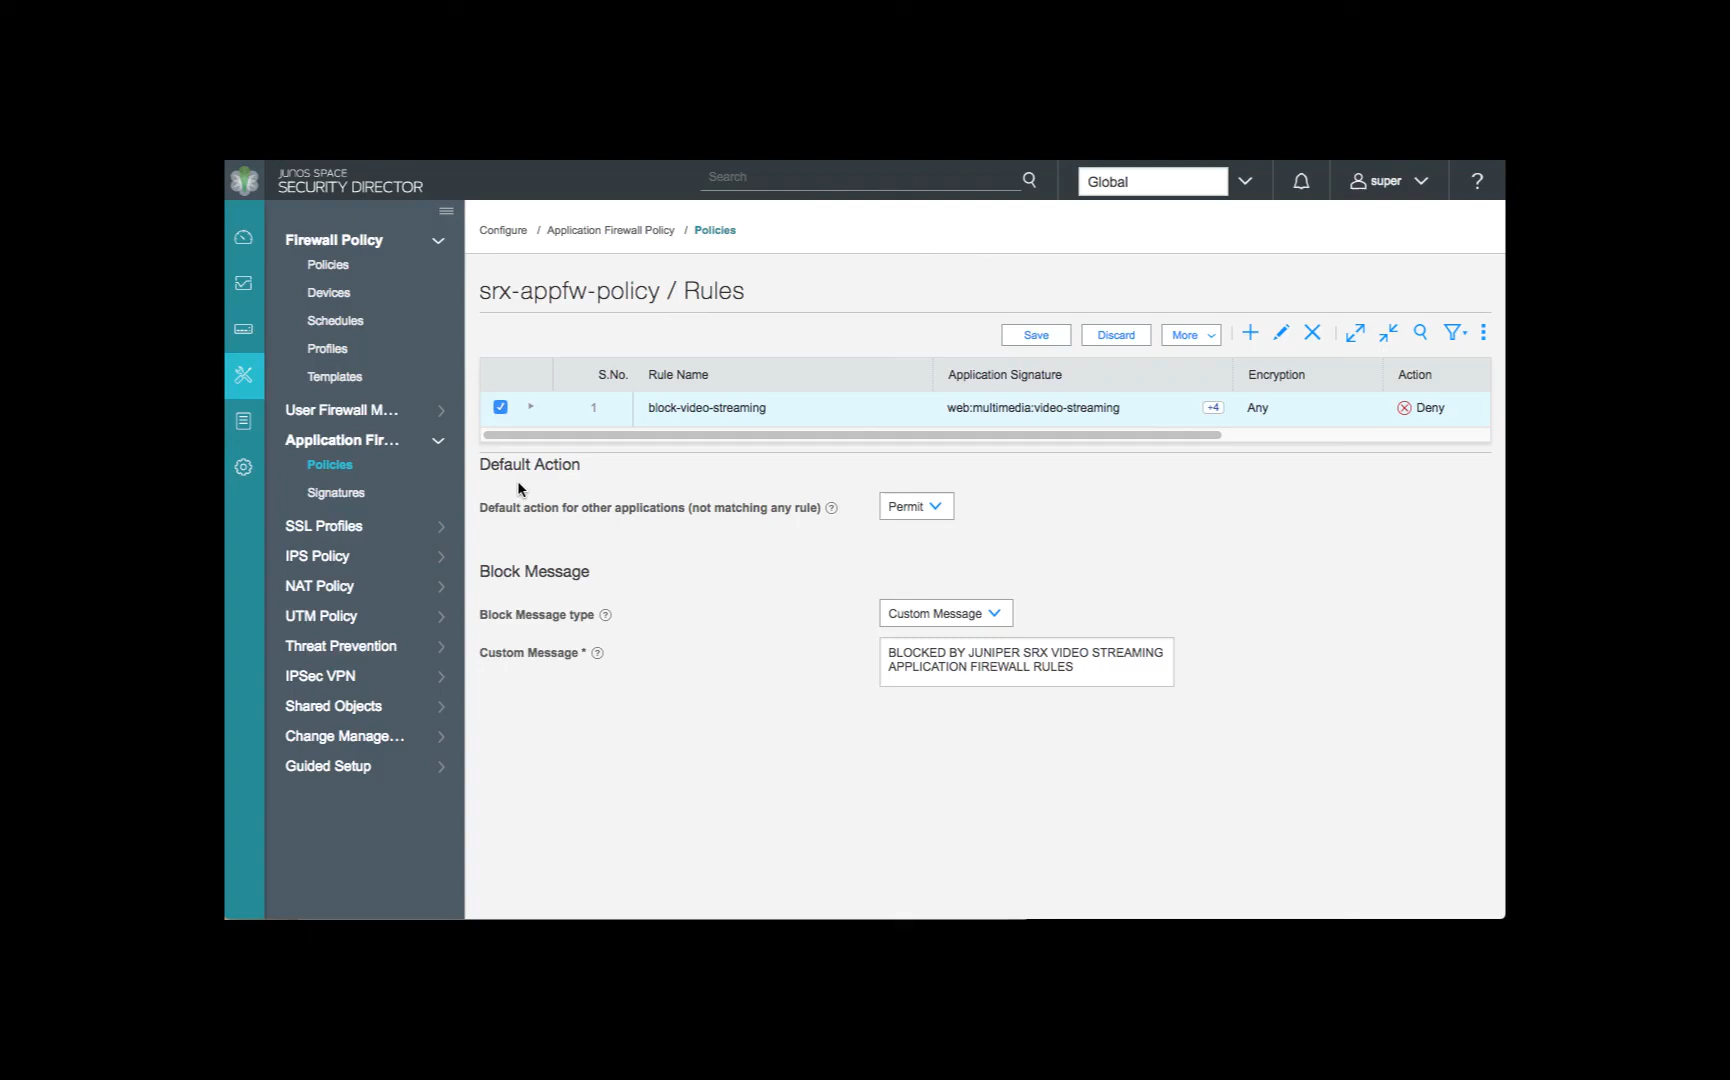 JUNOS SPACE
SECURITY DIRECTOR
Search
Global
super
?
Firewall Policy
Policies
Devices
Schedules
Profiles
Templates
User Firewall M...
Application Fir...
Policies
Signatures
SSL Profiles
IPS Policy
NAT Policy
UTM Policy
Threat Prevention
IPSec VPN
Shared Objects
Change Manage...
Guided Setup
Configure / Application Firewall Policy / Policies
srx-appfw-policy / Rules
Save Discard More
S.No. Rule Name Application Signature Encryption Action
1 block-video-streaming web:multimedia:video-streaming +4 Any Deny
Default Action
Default action for other applications (not matching any rule) ? Permit
Block Message
Block Message type ? Custom Message
Custom Message * ? BLOCKED BY JUNIPER SRX VIDEO STREAMING
APPLICATION FIREWALL RULES